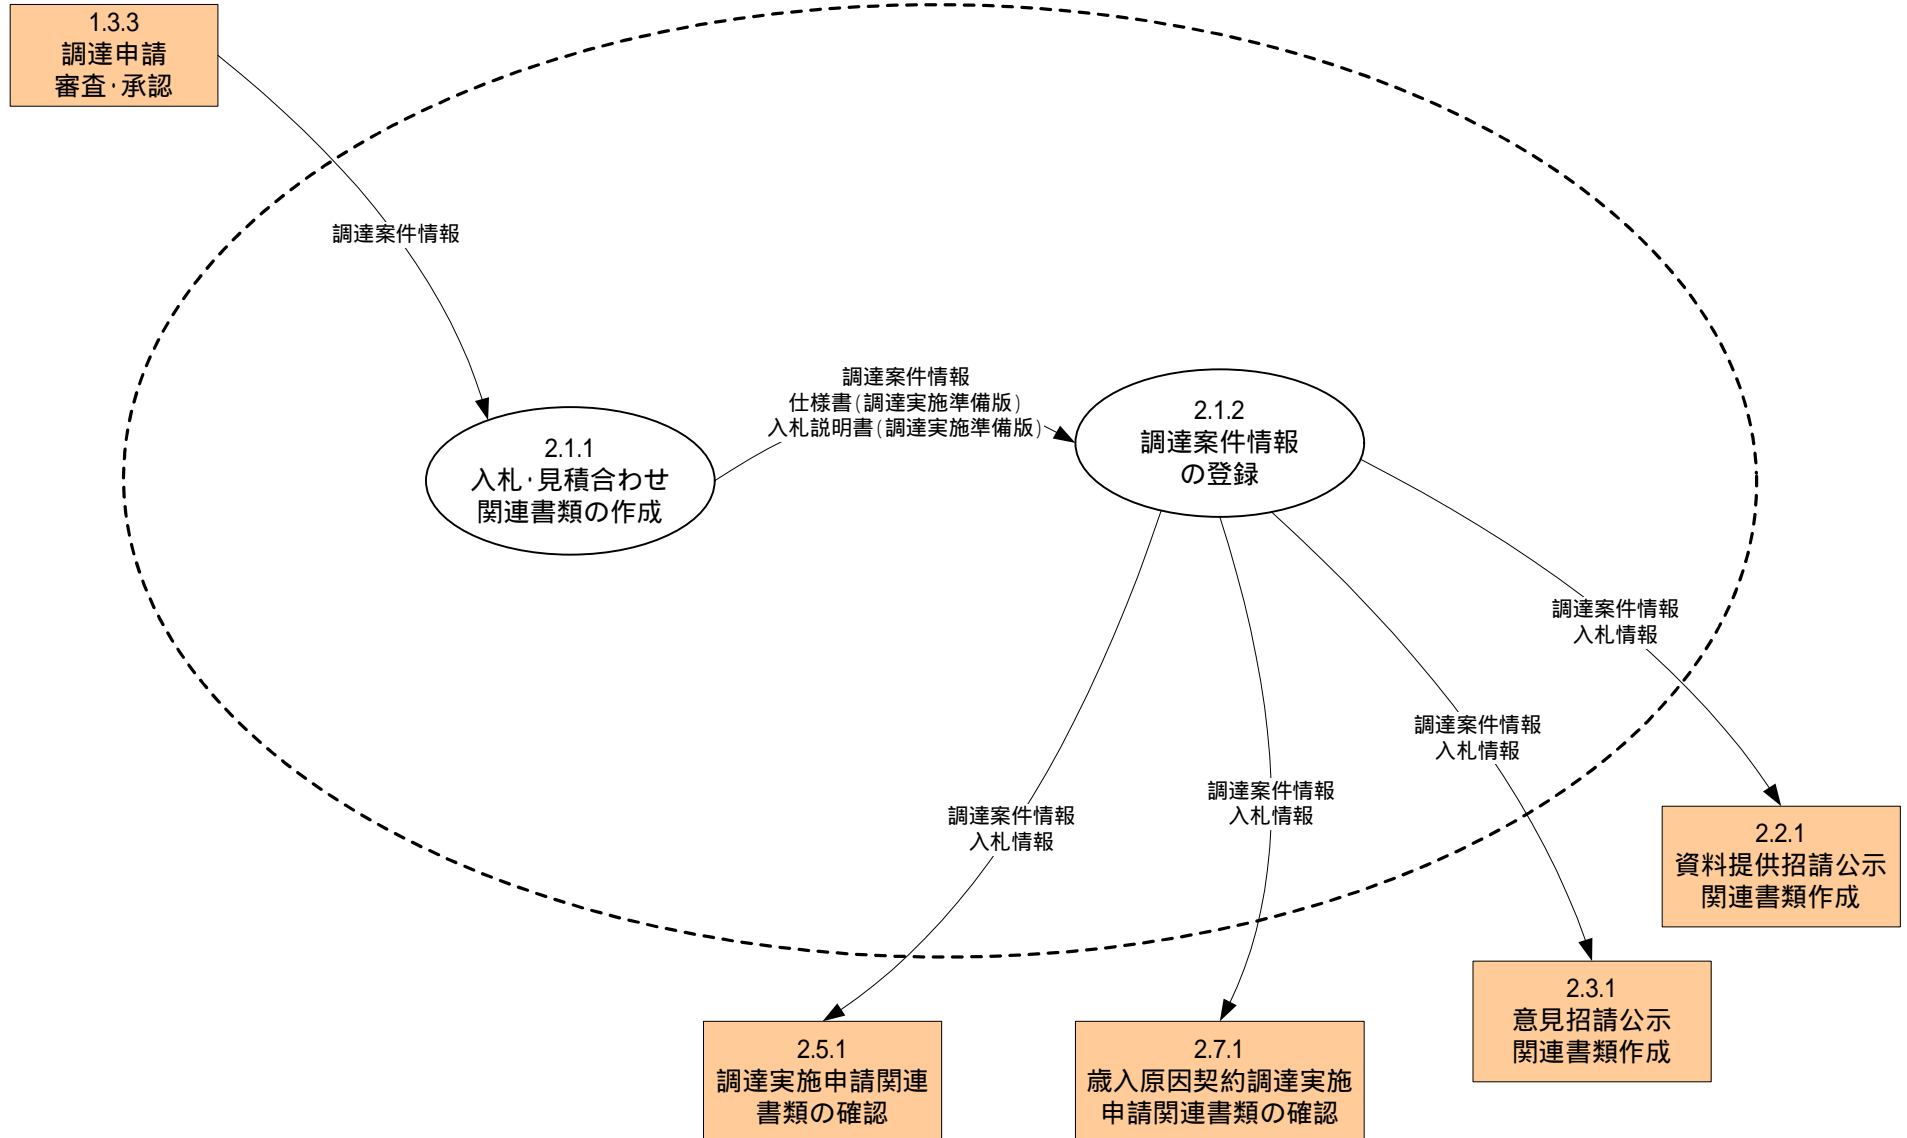 1.3.3
調達申請
審査・承認
調達案件情報
調達案件情報
仕様書(調達実施準備版)
入札説明書(調達実施準備版)
2.1.1
入札・見積合わせ
関連書類の作成
2.1.2
調達案件情報
の登録
調達案件情報
入札情報
調達案件情報
入札情報
調達案件情報
入札情報
調達案件情報
入札情報
2.2.1
資料提供招請公示
関連書類作成
2.3.1
意見招請公示
関連書類作成
2.5.1
調達実施申請関連
書類の確認
2.7.1
歳入原因契約調達実施
申請関連書類の確認